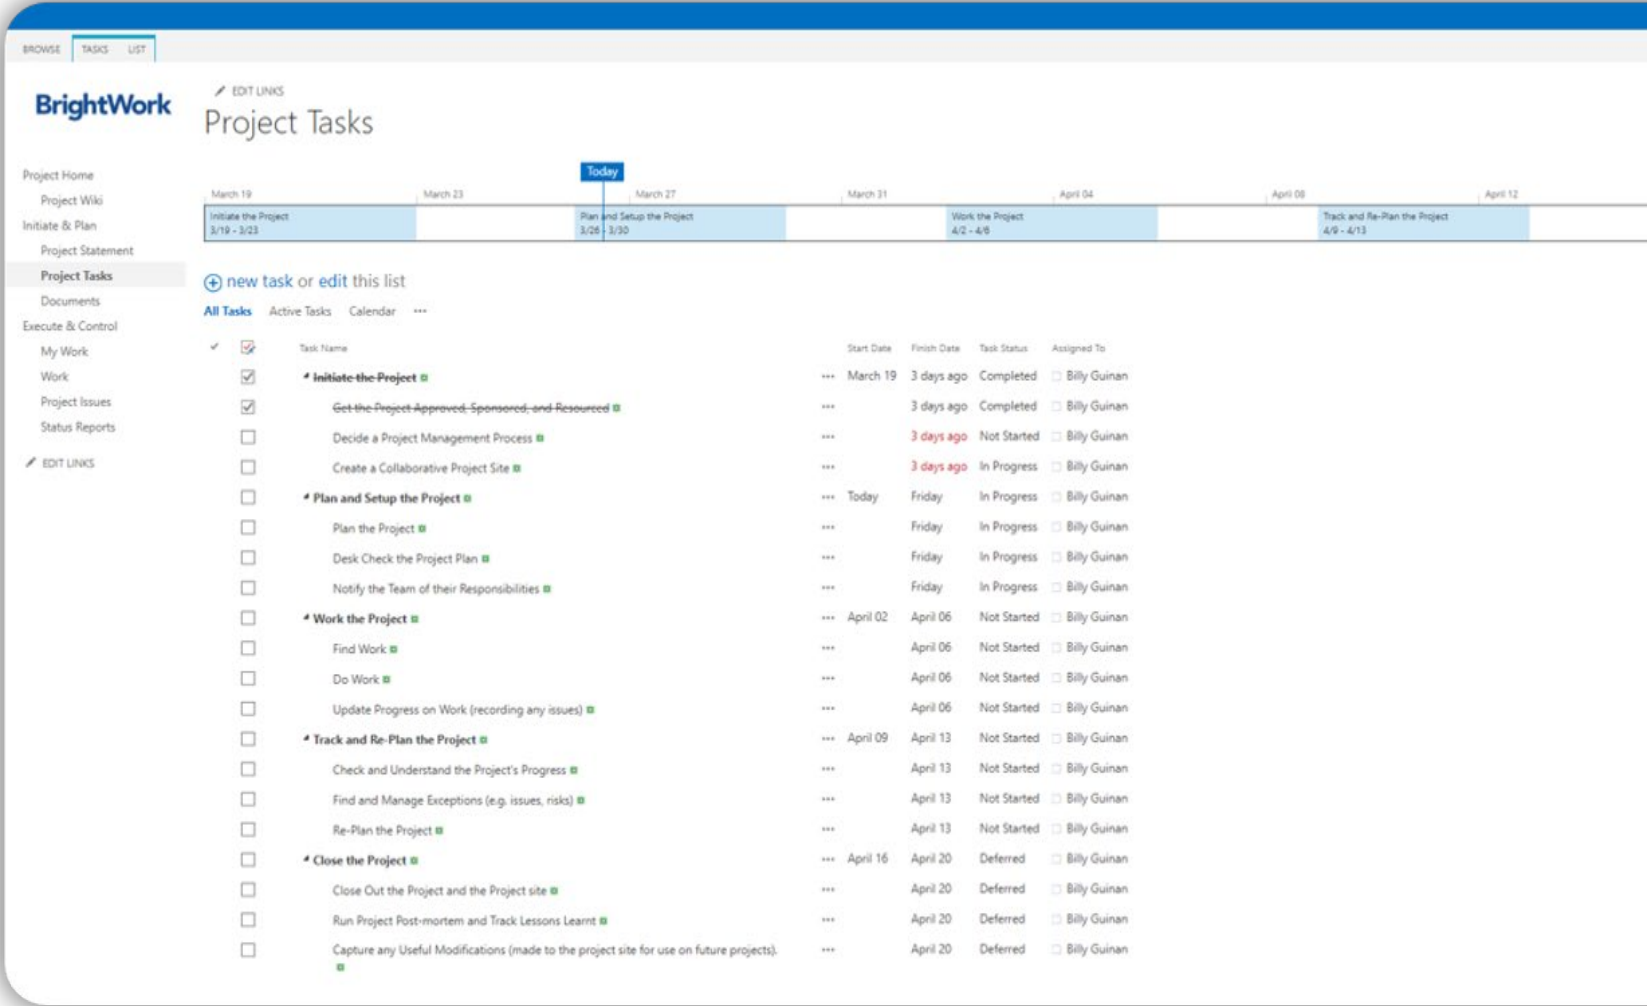 BROWSE TASKS LIST
BrightWork
EDIT LINKS
Project Tasks
Project Home
Project Wiki
Initiate & Plan
Project Statement
Project Tasks
Documents
Execute & Control
My Work
Work
Project Issues
Status Reports
EDIT LINKS
Today
March 19 March 23 March 27 March 31 April 04 April 08 April 12
Initiate the Project Plan and Setup the Project Work the Project Track and Re-Plan the Project
3/19 - 3/23 3/26 - 3/30 4/2 - 4/6 4/9 - 4/13
new task or edit this list
All Tasks Active Tasks Calendar ...
Task Name Start Date Finish Date Task Status Assigned To
Initiate the Project ... March 19 3 days ago Completed Billy Guinan
Get the Project Approved, Sponsored, and Resourced ... 3 days ago Completed Billy Guinan
Decide a Project Management Process ... 3 days ago Not Started Billy Guinan
Create a Collaborative Project Site ... 3 days ago In Progress Billy Guinan
Plan and Setup the Project ... Today Friday In Progress Billy Guinan
Plan the Project ... Friday In Progress Billy Guinan
Desk Check the Project Plan ... Friday In Progress Billy Guinan
Notify the Team of their Responsibilities ... Friday In Progress Billy Guinan
Work the Project ... April 02 April 06 Not Started Billy Guinan
Find Work ... April 06 Not Started Billy Guinan
Do Work ... April 06 Not Started Billy Guinan
Update Progress on Work (recording any issues) ... April 06 Not Started Billy Guinan
Track and Re-Plan the Project ... April 09 April 13 Not Started Billy Guinan
Check and Understand the Project's Progress ... April 13 Not Started Billy Guinan
Find and Manage Exceptions (e.g. issues, risks) ... April 13 Not Started Billy Guinan
Re-Plan the Project ... April 13 Not Started Billy Guinan
Close the Project ... April 16 April 20 Deferred Billy Guinan
Close Out the Project and the Project site ... April 20 Deferred Billy Guinan
Run Project Post-mortem and Track Lessons Learnt ... April 20 Deferred Billy Guinan
Capture any Useful Modifications (made to the project site for use on future projects). ... April 20 Deferred Billy Guinan